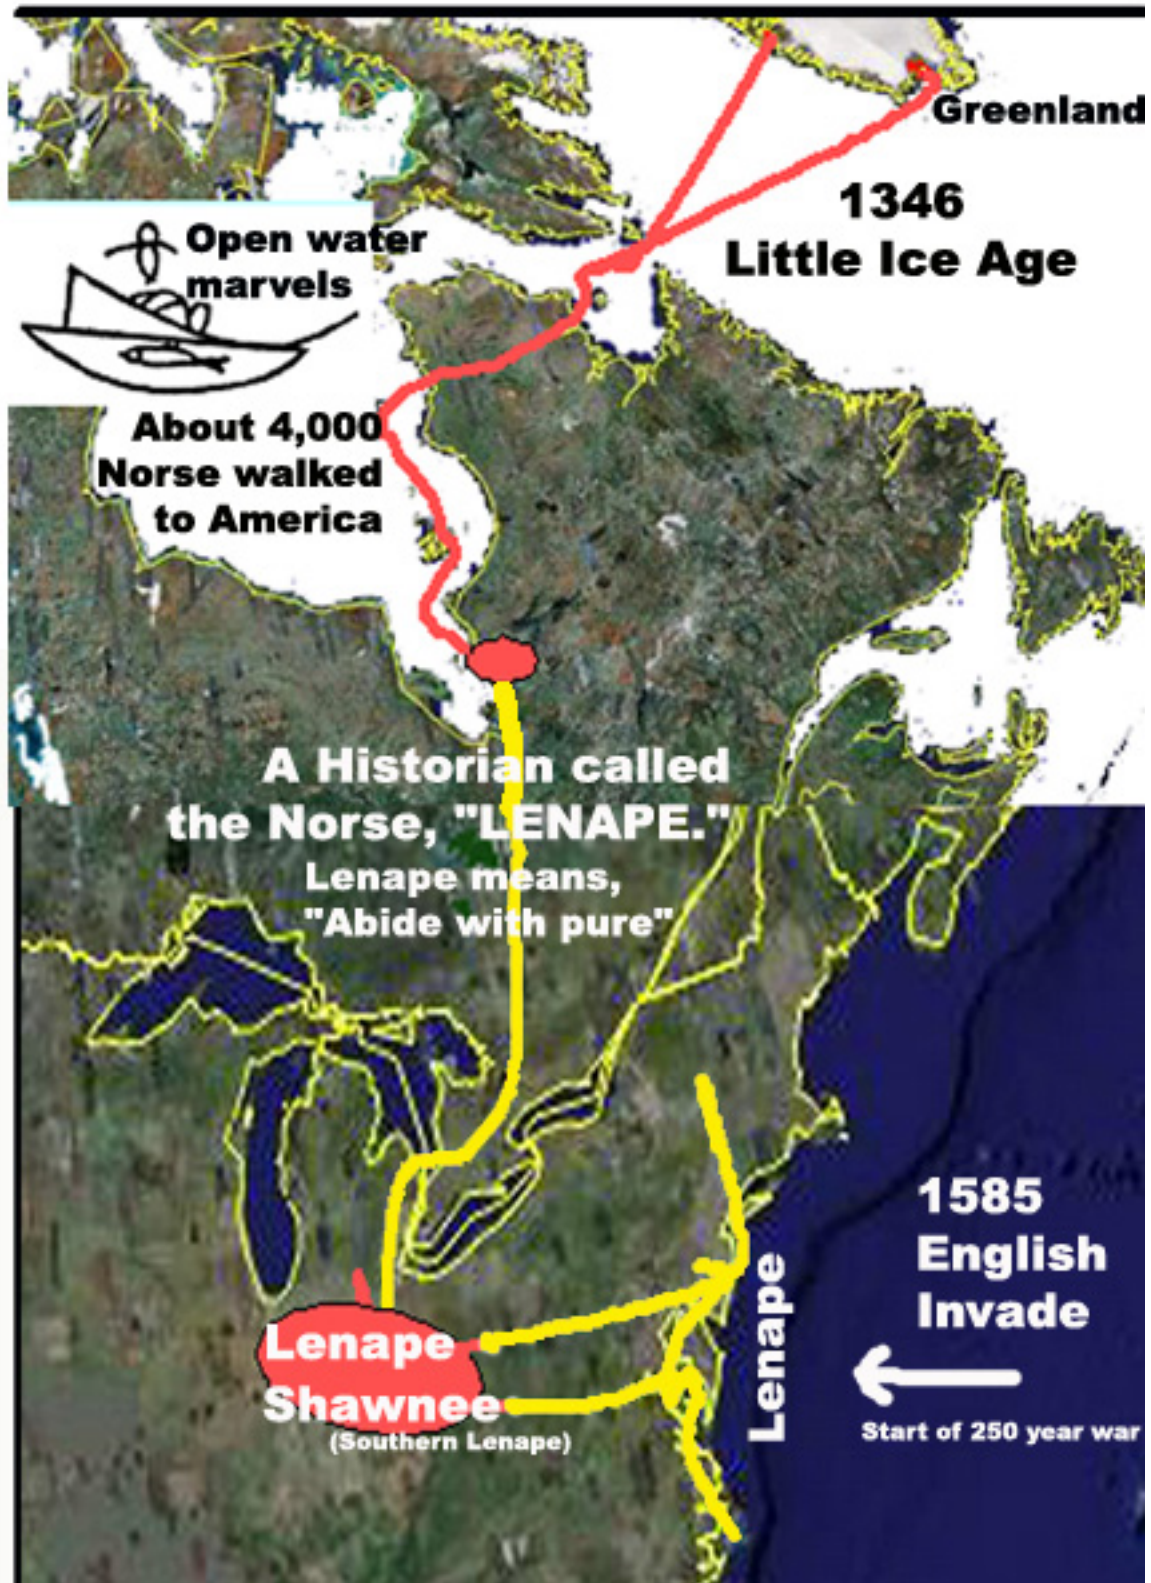 Greenland
1346
Little Ice Age
Open water
marvels
About 4,000
Norse walked
to America
A Historian called
the Norse, "LENAPE."
Lenape means,
"Abide with pure"
1585
English
Invade
Lenape
Lenape
Shawnee
(Southern Lenape)
Start of 250 year war